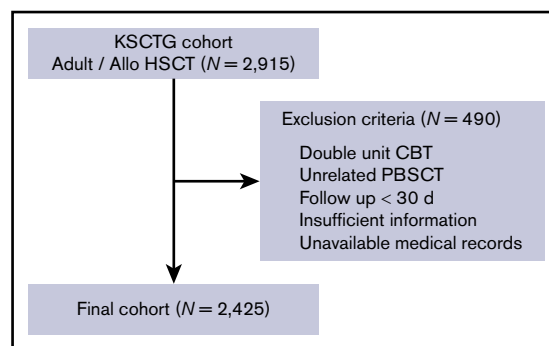 KSCTG cohort
Adult / Allo HSCT (N = 2,915)
Exclusion criteria (N = 490)
Double unit CBT
Unrelated PBSCT
Follow up < 30 d
Insufficient information
Unavailable medical records
Final cohort (N = 2,425)